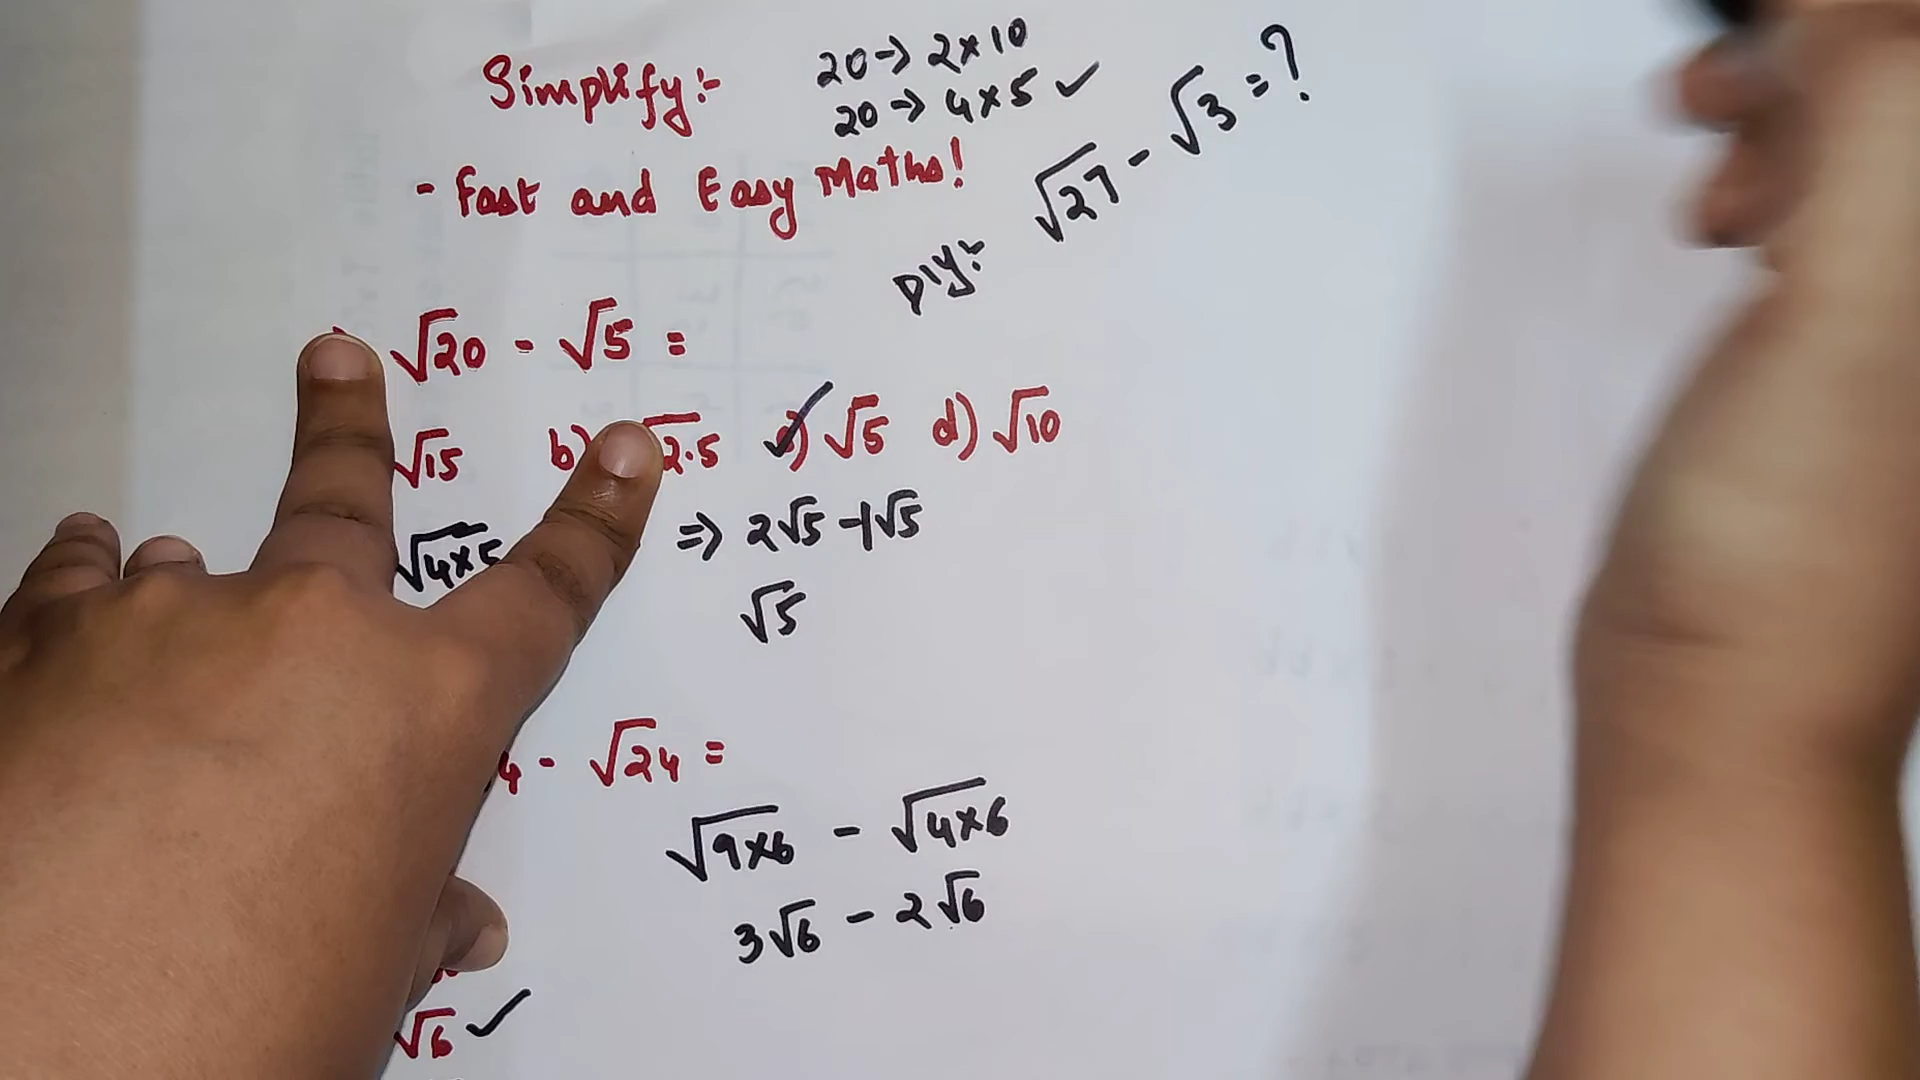 Simplify:-
20 → 2×10
20 → 4×5 ✓
- Fast and Easy Maths!
DIY:- √27 - √3 = ?
√20 - √5 =
√15 b) √2.5 c) √5 d) √10
√4×5 ⇒ 2√5 - 1√5
√5
4 - √24 =
√9×6 - √4×6
3√6 - 2√6
√6 ✓